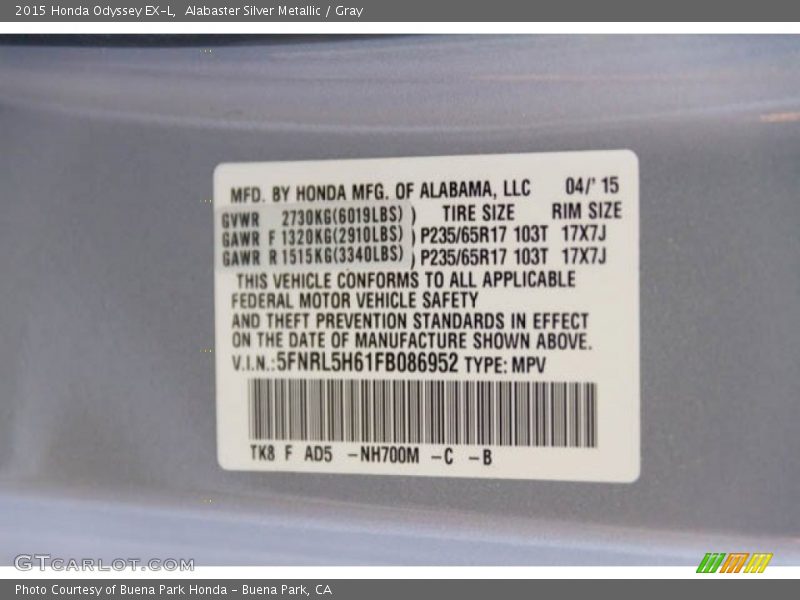 2015 Honda Odyssey EX-L,  Alabaster Silver Metallic / Gray
MFD. BY HONDA MFG. OF ALABAMA, LLC 04/' 15
GVWR 2730KG(6019LBS) ) TIRE SIZE RIM SIZE
GAWR F 1320KG(2910LBS) P235/65R17 103T 17X7J
GAWR R 1515KG(3340LBS) ) P235/65R17 103T 17X7J
THIS VEHICLE CONFORMS TO ALL APPLICABLE
FEDERAL MOTOR VEHICLE SAFETY
AND THEFT PREVENTION STANDARDS IN EFFECT
ON THE DATE OF MANUFACTURE SHOWN ABOVE.
V.I.N.:5FNRL5H61FB086952 TYPE: MPV
TK8 F AD5 -NH700M -C -B
GTCARLOT.COM
Photo Courtesy of Buena Park Honda - Buena Park, CA